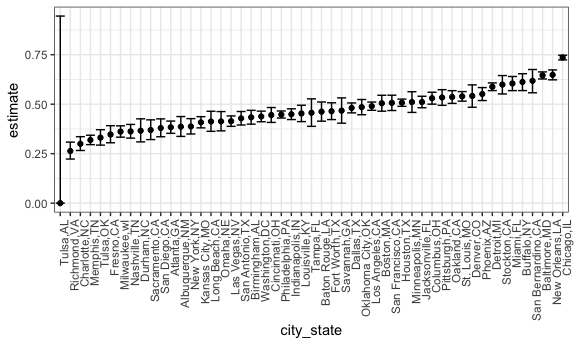 0.75
0.50
0.25
0.00
estimate
Tulsa,AL
Richmond,VA
Charlotte,NC
Memphis,TN
Tulsa,OK
Fresno,CA
Milwaukee,wI
Nashville,TN
Durham,NC
Sacramento,CA
San Diego,CA
Atlanta,GA
Albuquerque,NM
New York,NY
Kansas City,MO
Long Beach,CA
Omaha,NE
Las Vegas,NV
San Antonio,TX
Birmingham,AL
Washington,DC
Cincinnati,OH
Philadelphia,PA
Indianapolis,IN
Louisville,KY
Tampa,FL
Baton Rouge,LA
Fort Worth,TX
Savannah,GA
Dallas,TX
Oklahoma City,OK
Los Angeles,CA
Boston,MA
San Francisco,CA
Houston,TX
Minneapolis,MN
Jacksonville,FL
Columbus,OH
Pittsburgh,PA
Oakland,CA
St. Louis,MO
Denver,CO
Phoenix,AZ
Detroit,MI
Stockton,CA
Miami,FL
Buffalo,NY
San Bernardino,CA
Baltimore,MD
New Orleans,LA
Chicago,IL
city_state